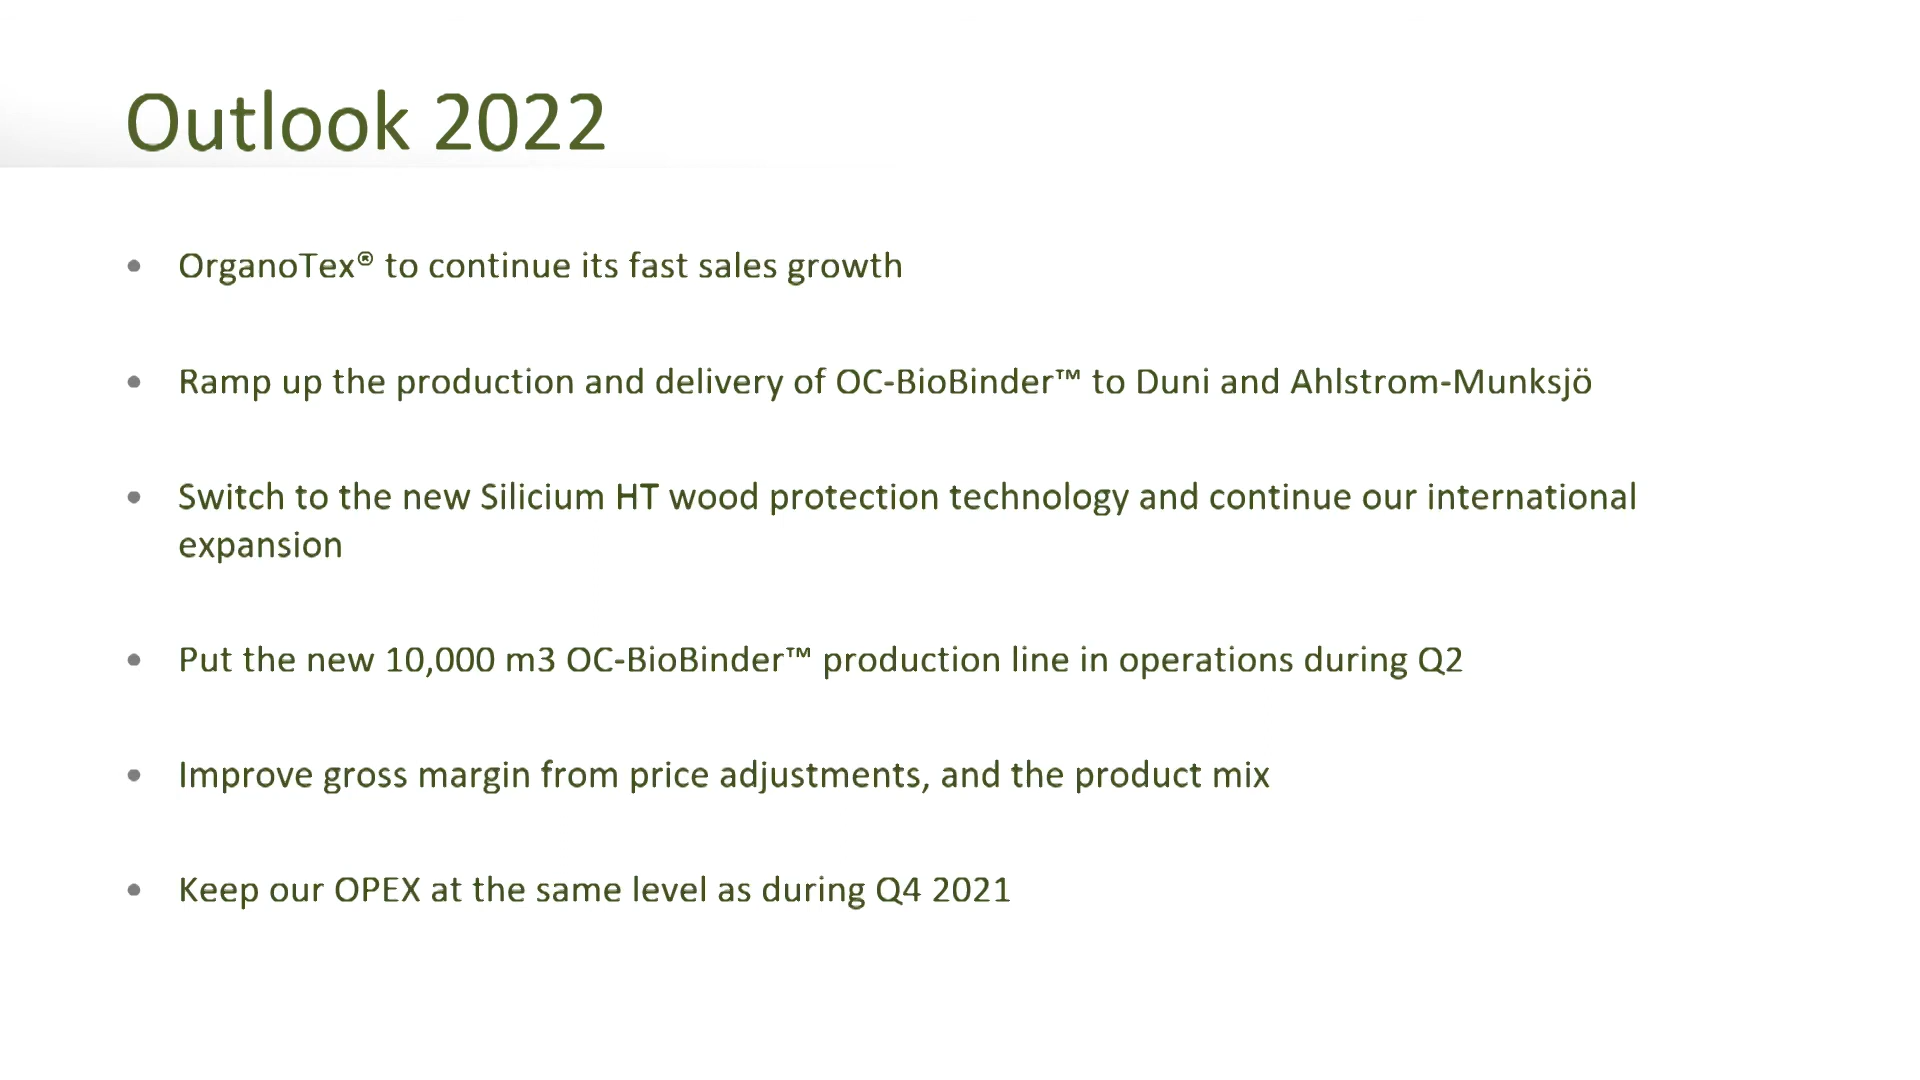 Outlook 2022
• OrganoTex® to continue its fast sales growth
• Ramp up the production and delivery of OC-BioBinder™ to Duni and Ahlstrom-Munksjö
• Switch to the new Silicium HT wood protection technology and continue our international
expansion
• Put the new 10,000 m3 OC-BioBinder™ production line in operations during Q2
• Improve gross margin from price adjustments, and the product mix
• Keep our OPEX at the same level as during Q4 2021